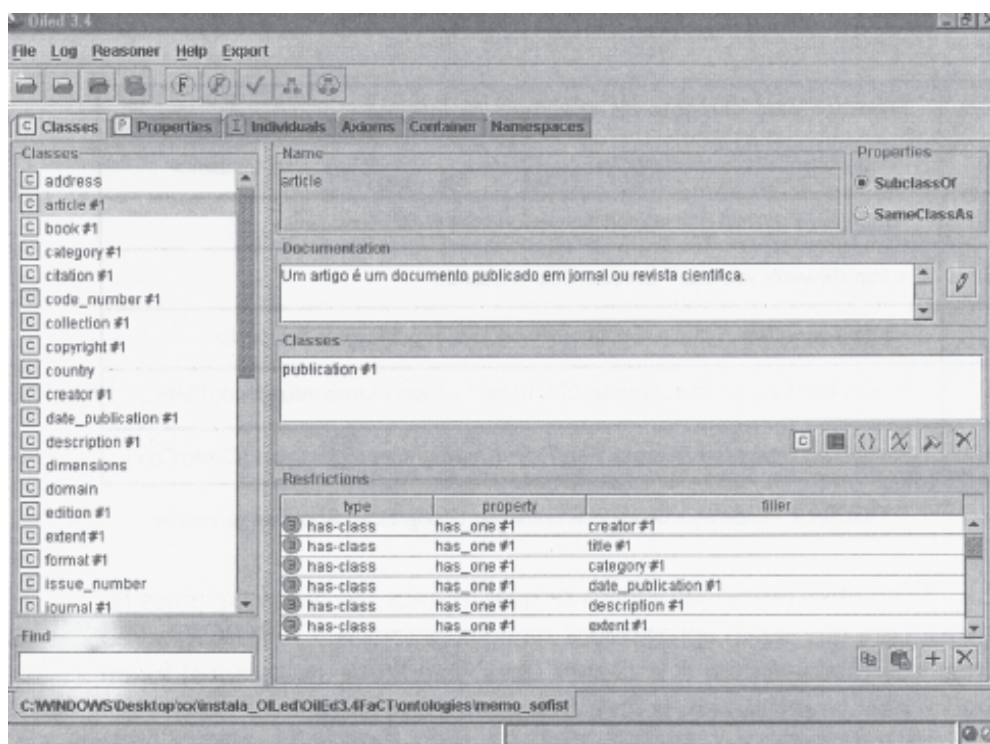 Oiled 3.4
File Log Reasoner Help Export
F F
C Classes P Properties I Individuals Axioms Container Namespaces
Classes
C address
C article #1
C book #1
C category #1
C citation #1
C code_number #1
C collection #1
C copyright #1
C country
C creator #1
C date_publication #1
C description #1
C dimensions
C domain
C edition #1
C extent #1
C format #1
C issue_number
C journal #1
Find
Name
article
Properties
SubclassOf
SameClassAs
Documentation
Um artigo é um documento publicado em jornal ou revista cientifica.
Classes
publication #1
C
Restrictions
type property filler
has-class has_one #1 creator #1
has-class has_one #1 title #1
has-class has_one #1 category #1
has-class has_one #1 date_publication #1
has-class has_one #1 description #1
has-class has_one #1 extent #1
C:\WINDOWS\Desktop\xx\instala_OILed\OilEd3.4FaCT\ontologies\memo_sofist